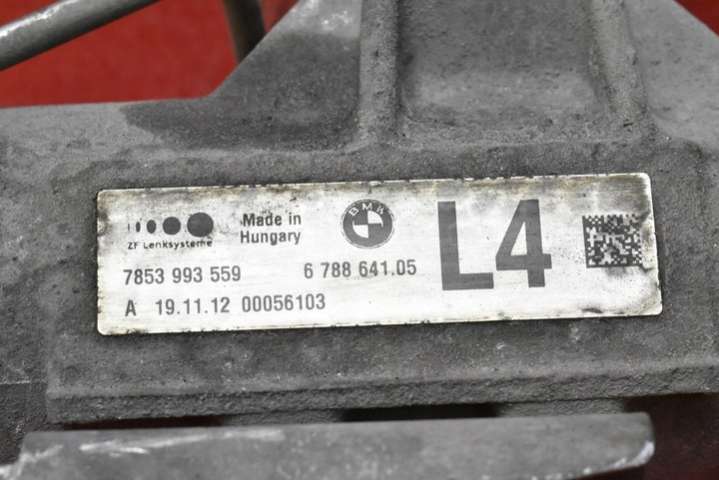 ZF Lenksysteme
Made in
Hungary
BMW
L4
7853 993 559
6 788 641.05
A 19.11.12 00056103